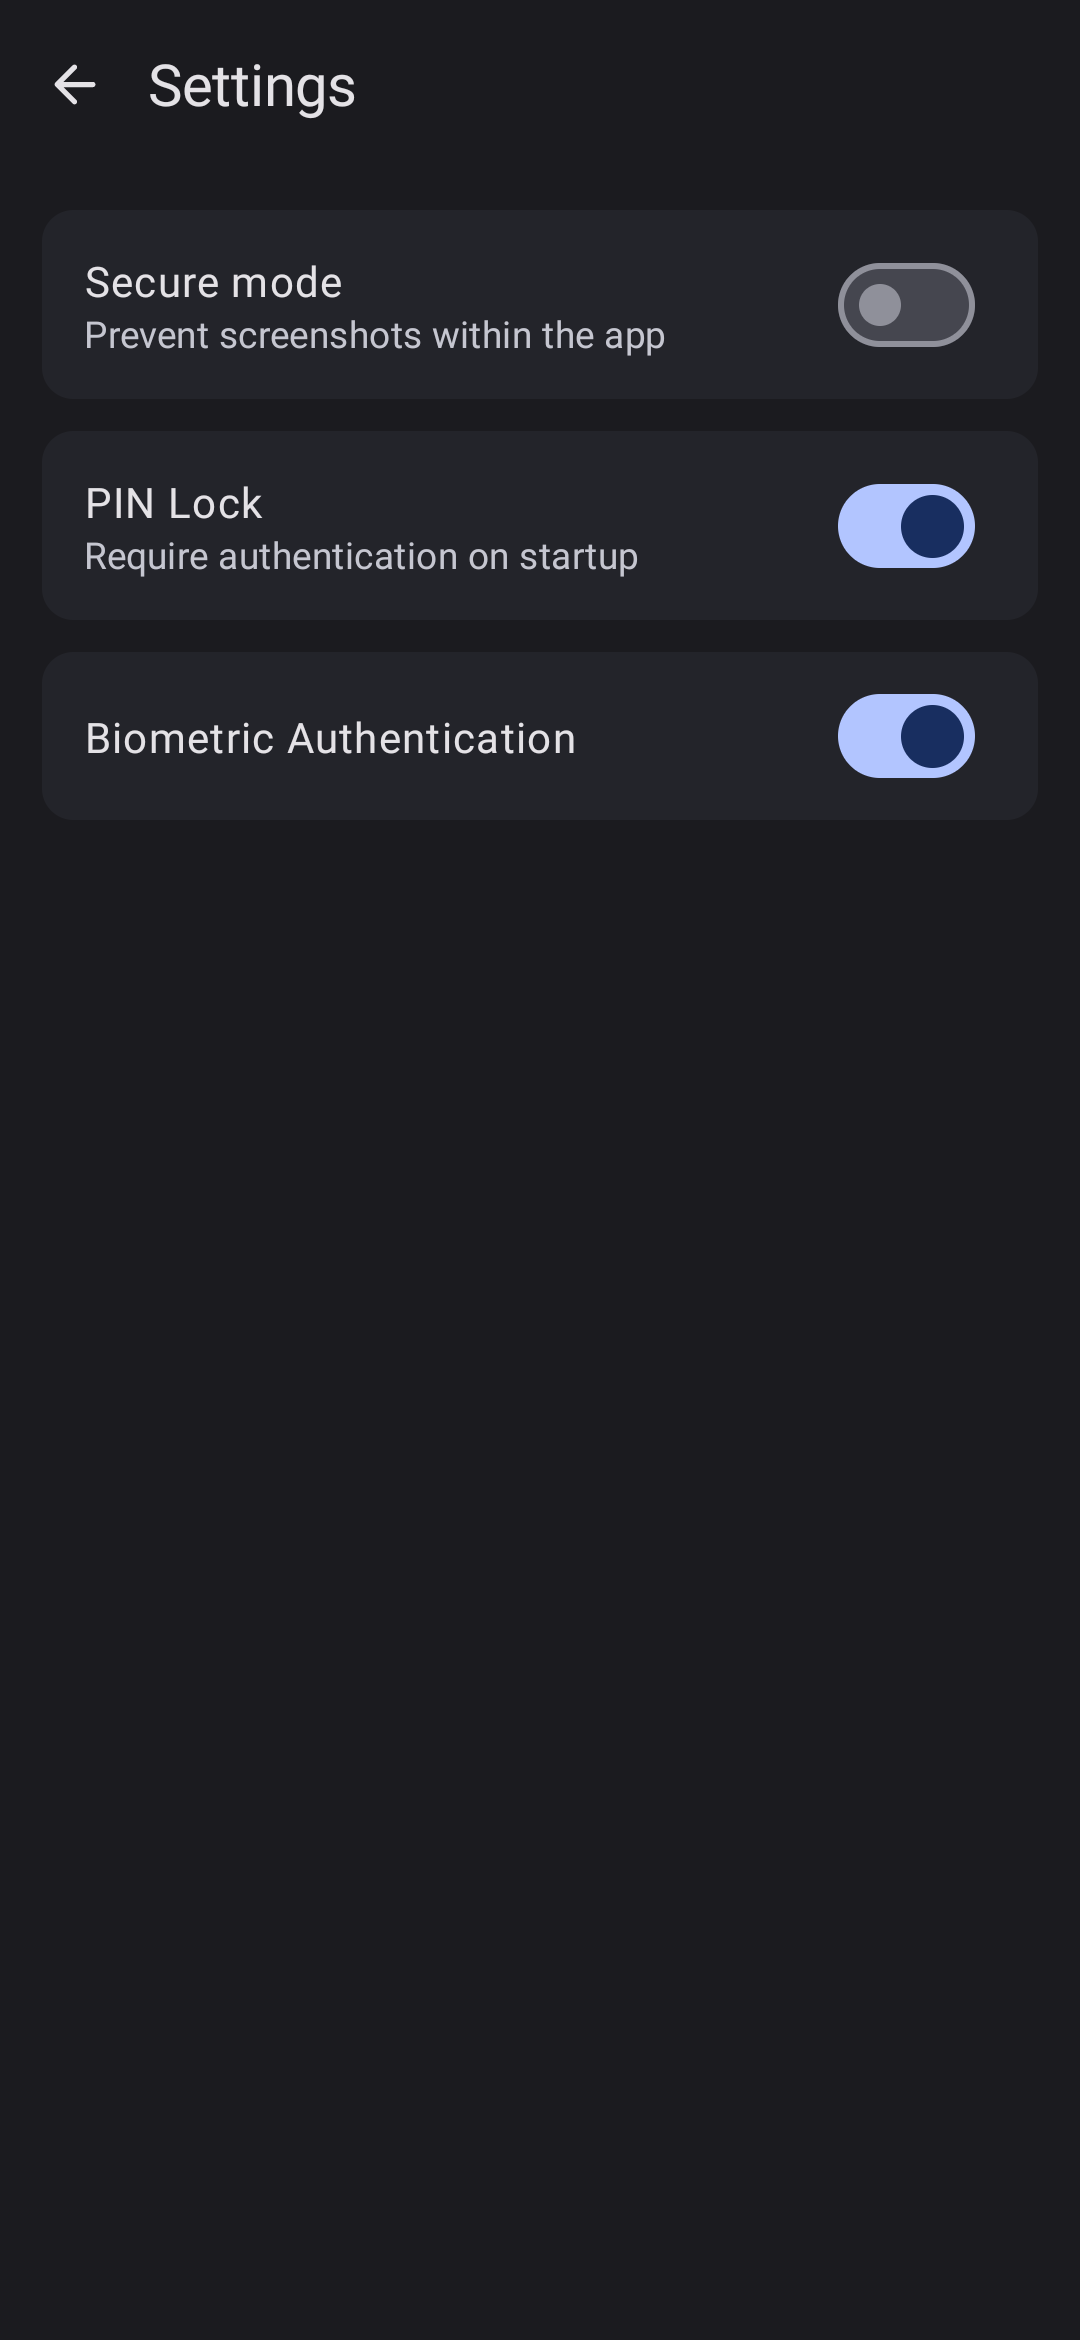 Settings
Secure mode
Prevent screenshots within the app
PIN Lock
Require authentication on startup
Biometric Authentication